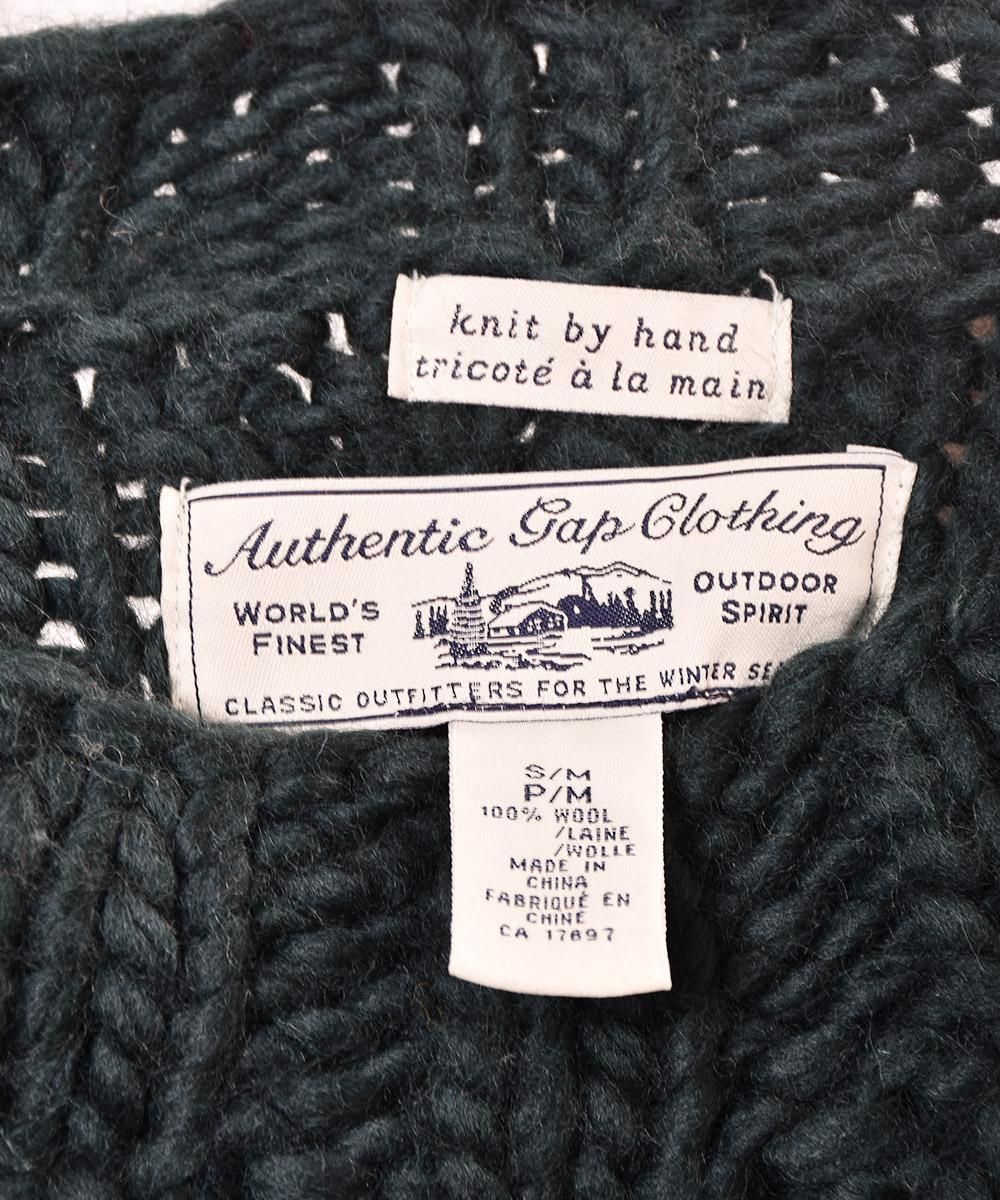 knit by hand
tricoté à la main
Authentic Gap Clothing
WORLD'S
FINEST
OUTDOOR
SPIRIT
CLASSIC OUTFITTERS FOR THE WINTER
S/M
P/M
100% WOOL
/LAINE
/WOLLE
MADE IN
CHINA
FABRIQUÉ EN
CHINE
CA 17897